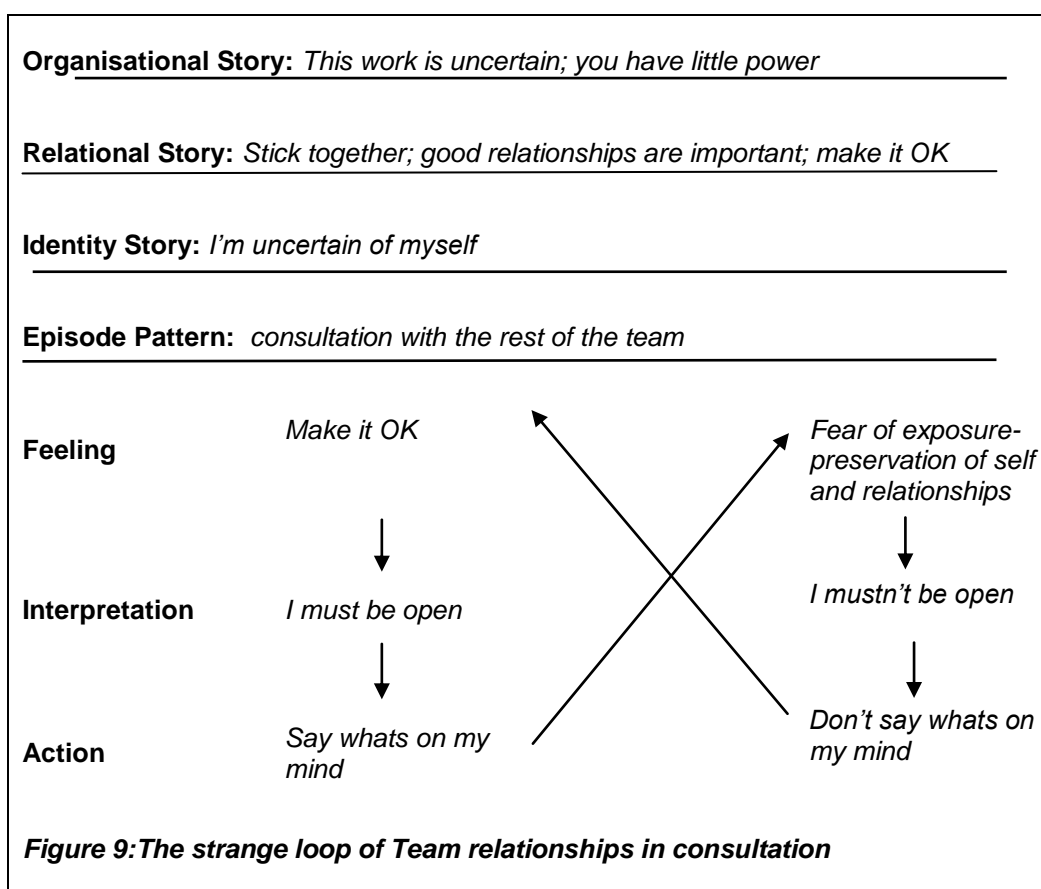 Organisational Story: This work is uncertain; you have little power
Relational Story: Stick together; good relationships are important; make it OK
Identity Story: I'm uncertain of myself
Episode Pattern: consultation with the rest of the team
Feeling
Make it OK
Fear of exposure-
preservation of self
and relationships
Interpretation
I must be open
I mustn't be open
Action
Say whats on my
mind
Don't say whats on
my mind
Figure 9:The strange loop of Team relationships in consultation